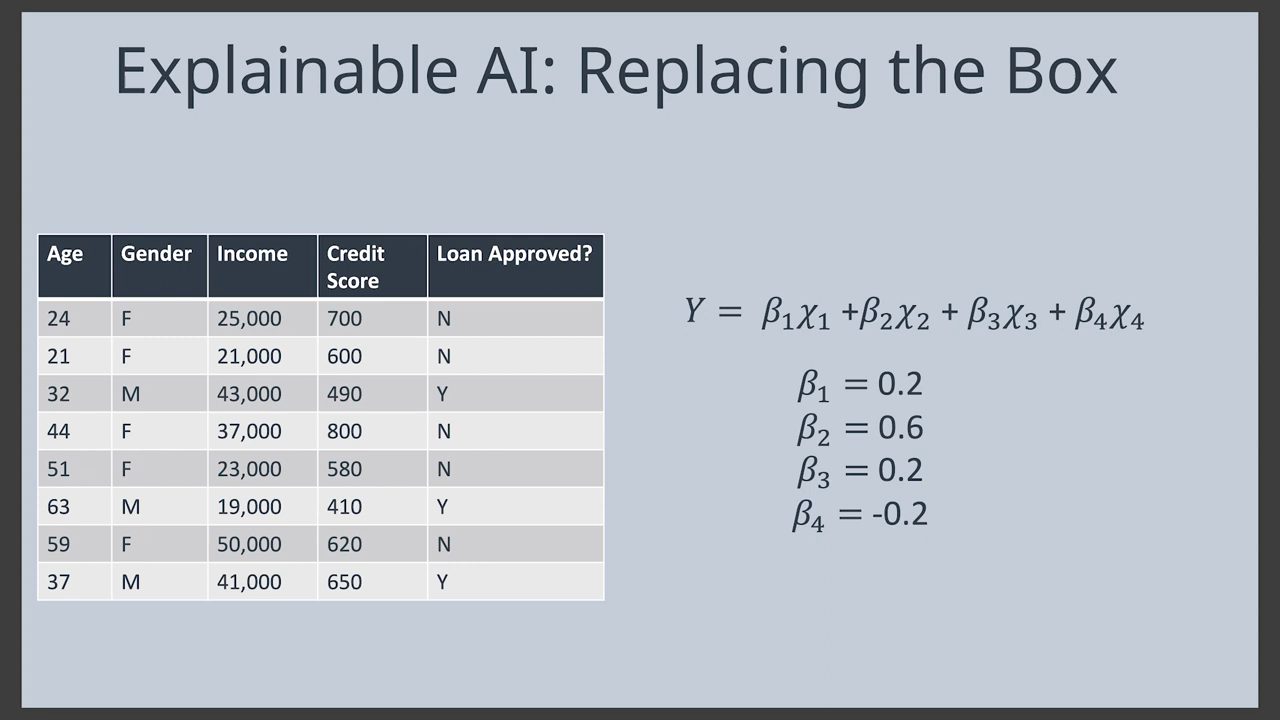 Explainable AI: Replacing the Box
Age Gender Income Credit Score Loan Approved?
24 F 25,000 700 N
21 F 21,000 600 N
32 M 43,000 490 Y
44 F 37,000 800 N
51 F 23,000 580 N
63 M 19,000 410 Y
59 F 50,000 620 N
37 M 41,000 650 Y
𝑌 = 𝛽₁𝜒₁ +𝛽₂𝜒₂ + 𝛽₃𝜒₃ + 𝛽₄𝜒₄
𝛽₁ = 0.2
𝛽₂ = 0.6
𝛽₃ = 0.2
𝛽₄ = -0.2